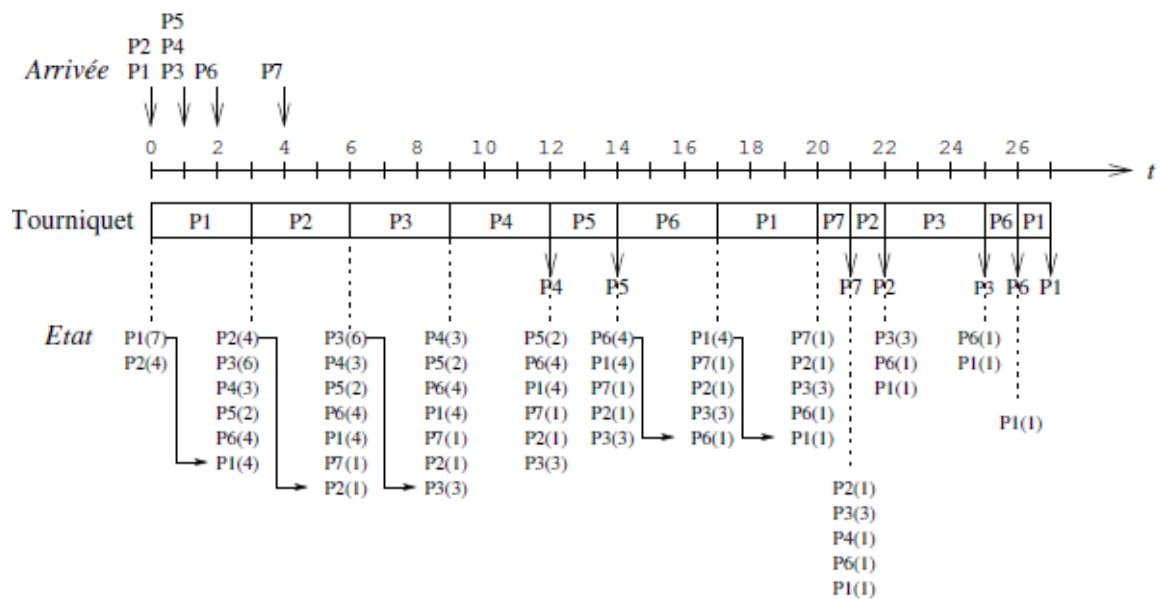 P5
P2 P4
Arrivée P1 P3 P6 P7
0 2 4 6 8 10 12 14 16 18 20 22 24 26
t
Tourniquet P1 P2 P3 P4 P5 P6 P1 P7 P2 P3 P6 P1
P4 P5 P7 P2 P3 P6 P1
Etat P1(7) P2(4) P3(6) P4(3) P5(2) P6(4) P1(4) P7(1) P3(3) P6(1)
P2(4) P3(6) P4(3) P5(2) P6(4) P1(4) P7(1) P2(1) P6(1) P1(1)
P4(3) P5(2) P6(4) P1(4) P7(1) P2(1) P3(3) P1(1)
P5(2) P6(4) P1(4) P7(1) P2(1) P3(3) P6(1) P1(1)
P6(4) P1(4) P7(1) P2(1) P3(3) P6(1) P1(1)
P1(4) P7(1) P2(1)
P2(1) P3(3) P2(1)
P3(3)
P4(1)
P6(1)
P1(1)